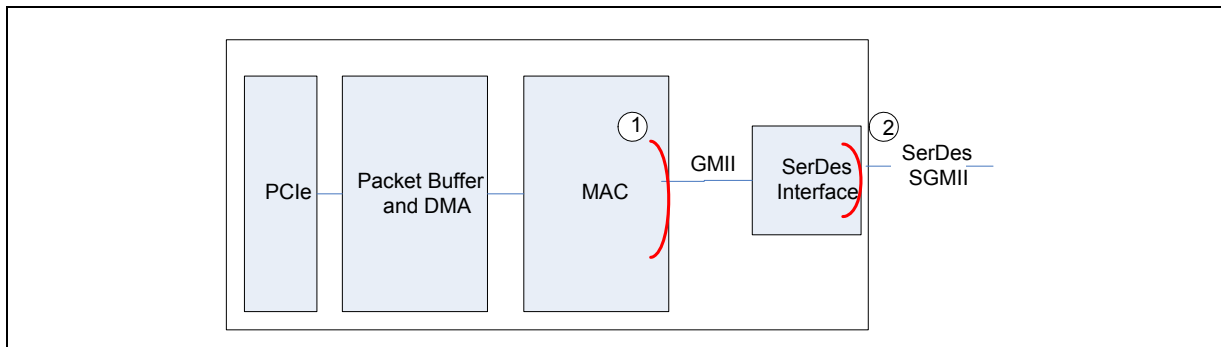 PCIe
Packet Buffer
and DMA
MAC
1
GMII
SerDes
Interface
2
SerDes
SGMII